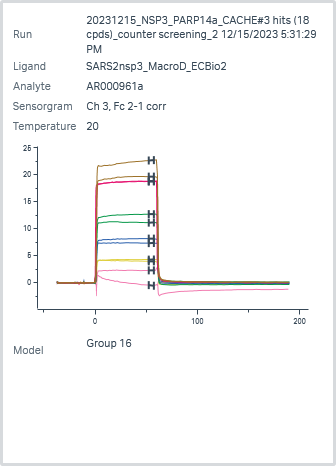 Run 20231215_NSP3_PARP14a_CACHE#3 hits (18
cpds)_counter screening_2 12/15/2023 5:31:29
PM
Ligand SARS2nsp3_MacroD_ECBio2
Analyte AR000961a
Sensorgram Ch 3, Fc 2-1 corr
Temperature 20
25
20
15
10
5
0
0 100 200
Model Group 16